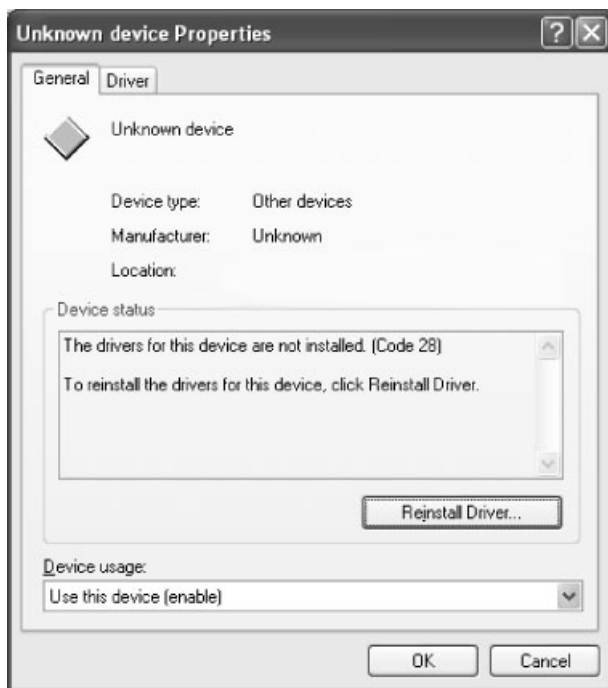 Unknown device Properties
General Driver
Unknown device
Device type: Other devices
Manufacturer: Unknown
Location:
Device status
The drivers for this device are not installed. (Code 28)
To reinstall the drivers for this device, click Reinstall Driver.
Reinstall Driver...
Device usage:
Use this device (enable)
OK Cancel